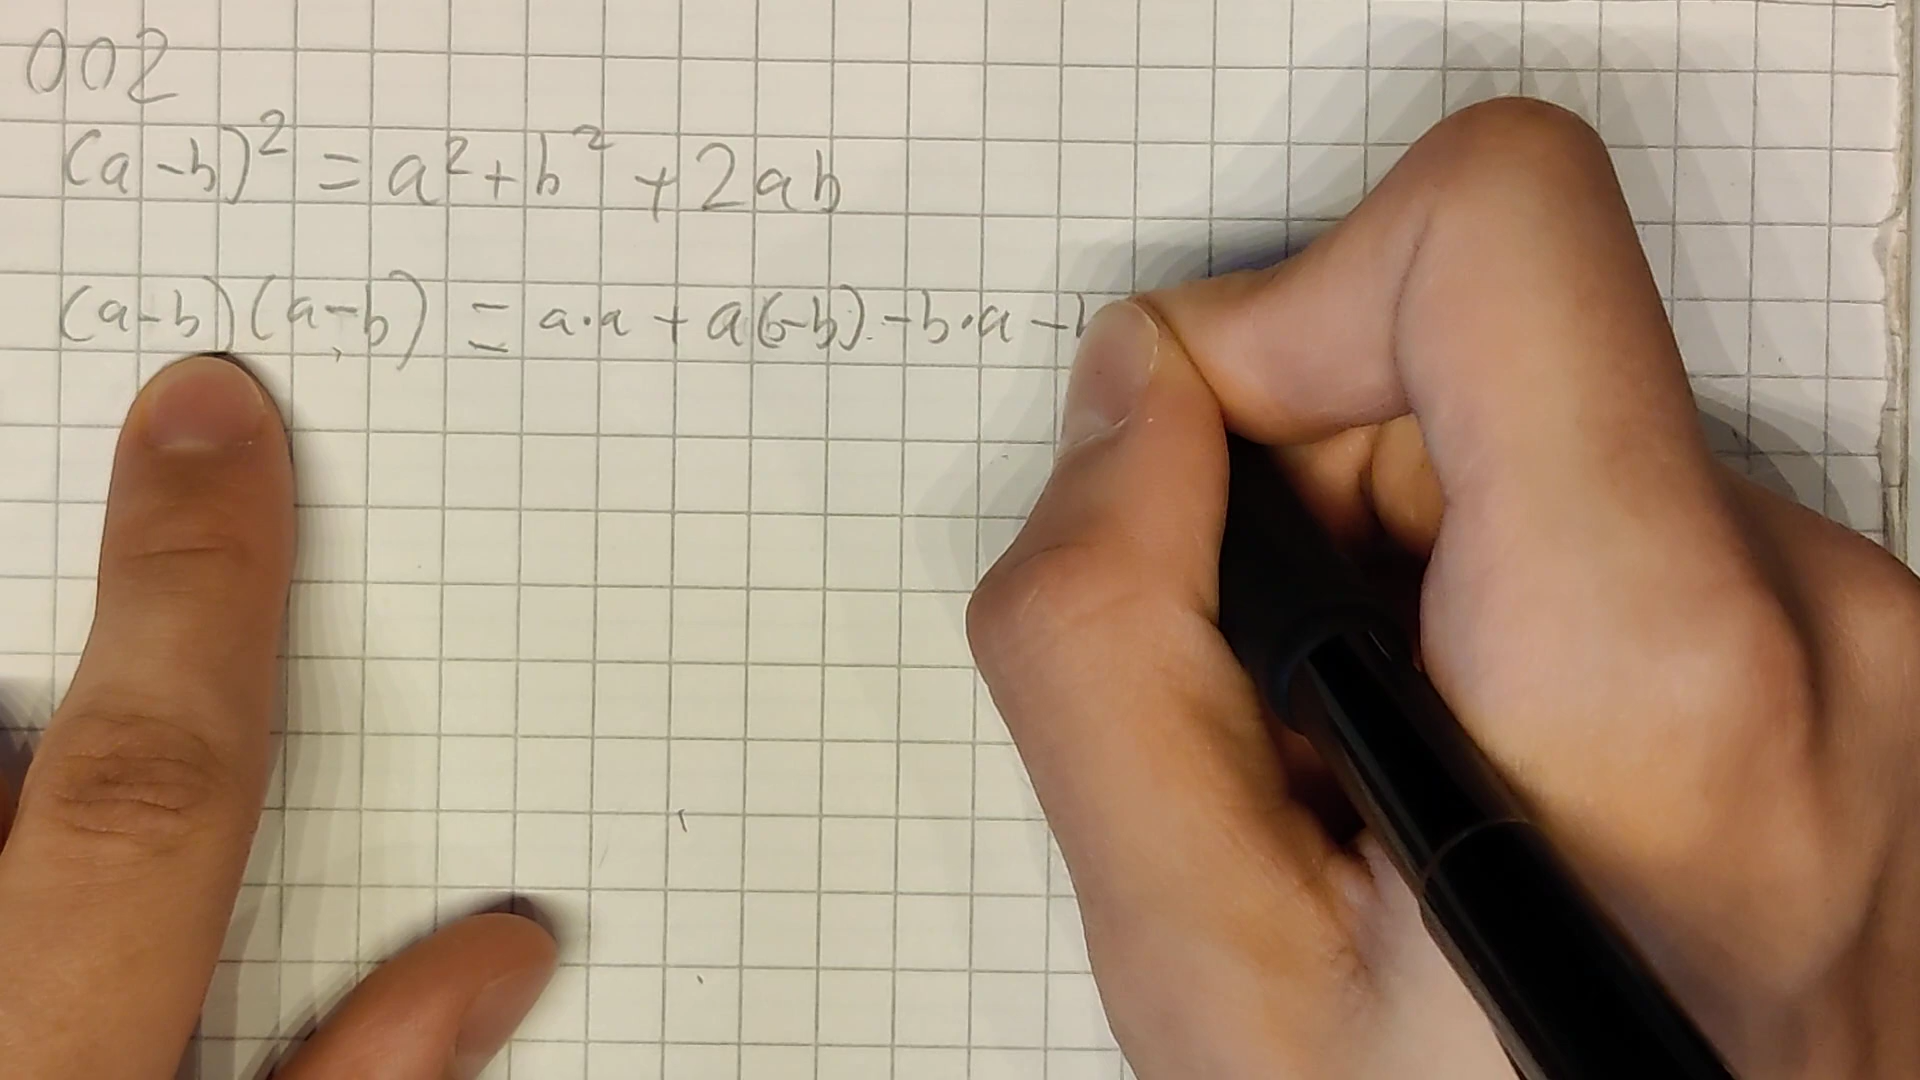 002
(a-b)² = a²+b² +2ab
(a-b)(a-b) = a·a + a(-b) -b·a -